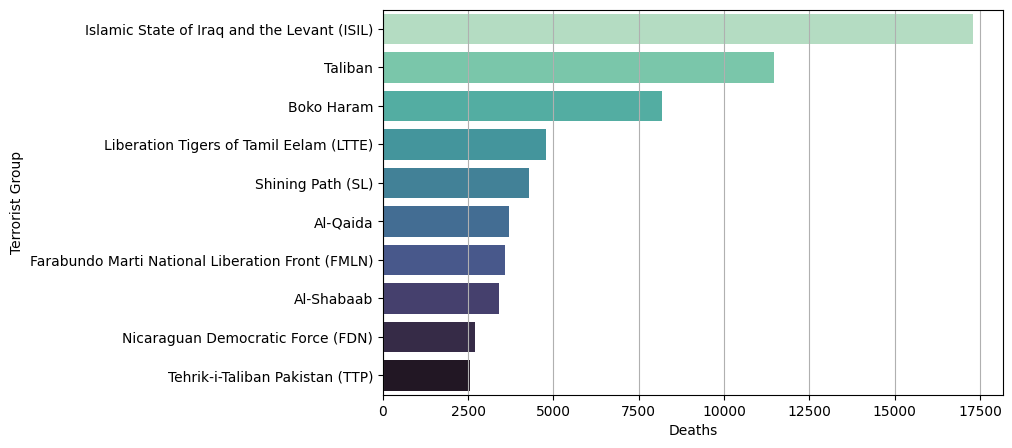 Islamic State of Iraq and the Levant (ISIL)
Taliban
Boko Haram
Liberation Tigers of Tamil Eelam (LTTE)
Shining Path (SL)
Al-Qaida
Farabundo Marti National Liberation Front (FMLN)
Al-Shabaab
Nicaraguan Democratic Force (FDN)
Tehrik-i-Taliban Pakistan (TTP)
Terrorist Group
0 2500 5000 7500 10000 12500 15000 17500
Deaths